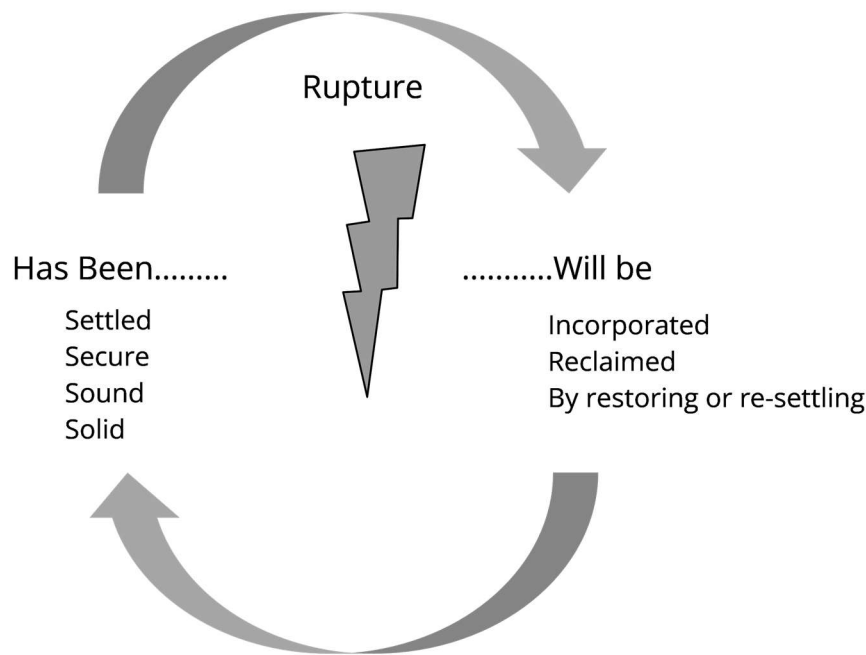 Rupture
Has Been.........
Settled
Secure
Sound
Solid
...........Will be
Incorporated
Reclaimed
By restoring or re-settling